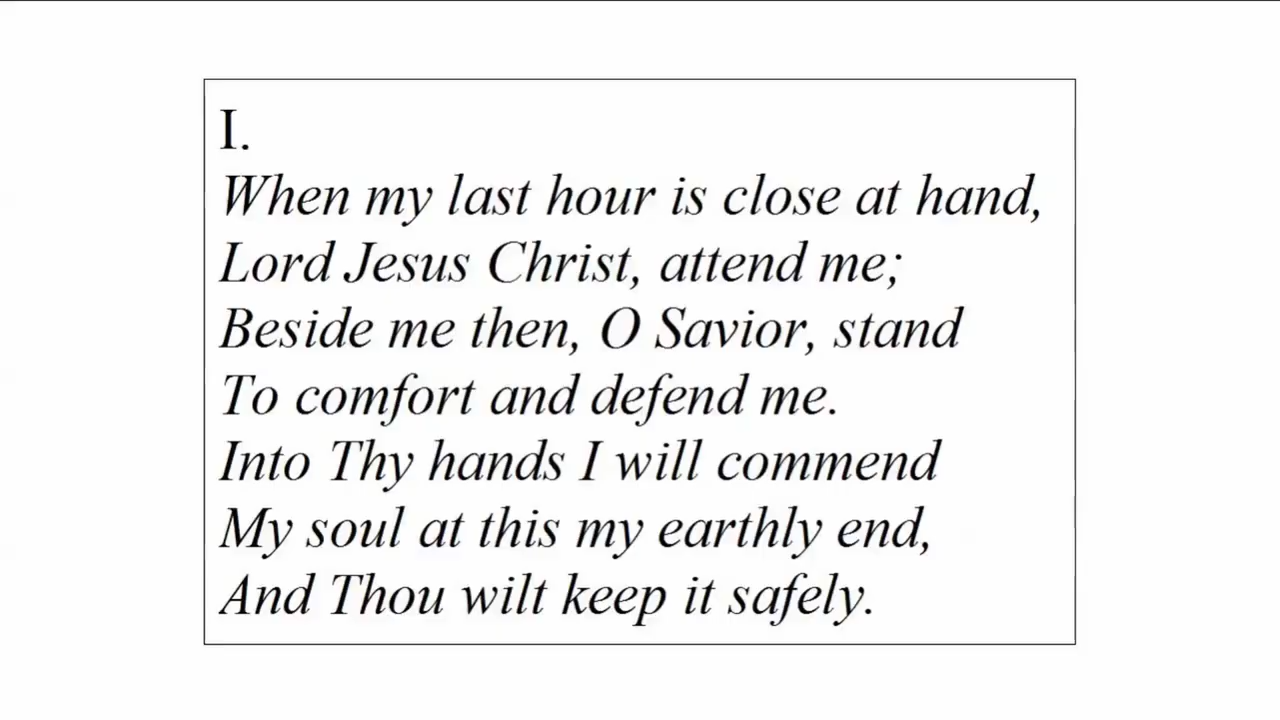 I.
When my last hour is close at hand,
Lord Jesus Christ, attend me;
Beside me then, O Savior, stand
To comfort and defend me.
Into Thy hands I will commend
My soul at this my earthly end,
And Thou wilt keep it safely.